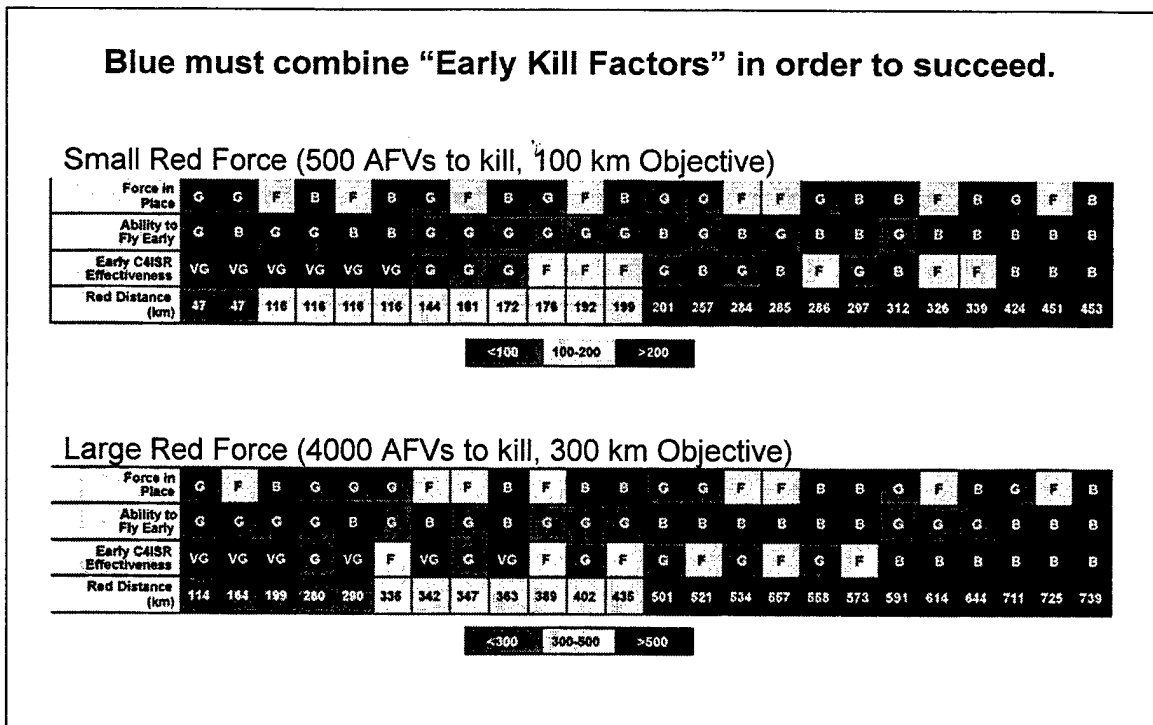 Blue must combine “Early Kill Factors” in order to succeed.
Small Red Force (500 AFVs to kill, 100 km Objective)
Force in
Place
G G F B F B G F B G F B G G F F G B B F B G F B
Ability to
Fly Early
G B G G B B G G G G G G B G B G B B G B B B B B
Early C4ISR
Effectiveness
VG VG VG VG VG VG G G G F F F G B G B F G B F F B B B
Red Distance
(km)
47 47 116 116 116 116 144 161 172 176 192 199 201 257 284 285 286 297 312 326 339 424 451 453
<100 100-200 >200
Large Red Force (4000 AFVs to kill, 300 km Objective)
Force in
Place
G F B G G G F F B F B B G G F F B B G F B G F B
Ability to
Fly Early
G G G G B G B G B G G G B B B B B B G G G B B B
Early C4ISR
Effectiveness
VG VG VG G VG F VG G VG F G F G F G F G F B B B B B B
Red Distance
(km)
114 164 199 260 290 336 342 347 363 389 402 435 501 521 534 557 558 573 591 614 644 711 725 739
<300 300-500 >500